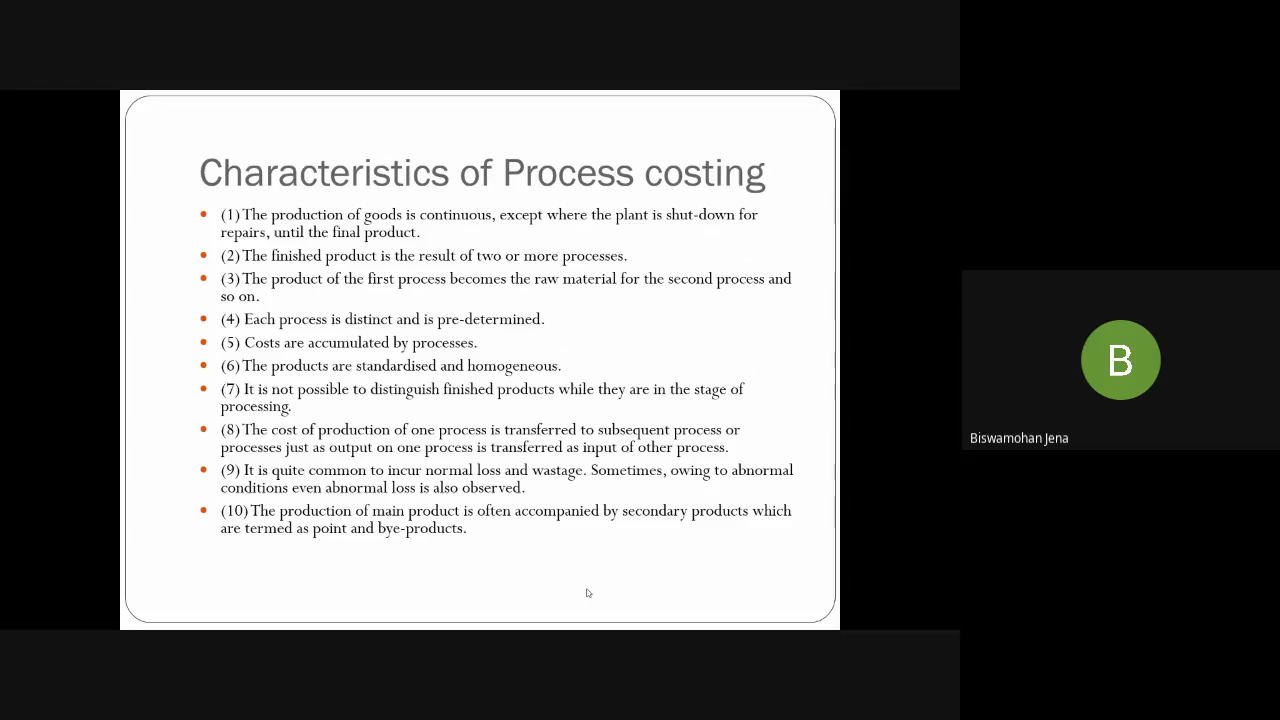 Characteristics of Process costing
• (1) The production of goods is continuous, except where the plant is shut-down for
repairs, until the final product.
• (2) The finished product is the result of two or more processes.
• (3) The product of the first process becomes the raw material for the second process and
so on.
• (4) Each process is distinct and is pre-determined.
• (5) Costs are accumulated by processes.
• (6) The products are standardised and homogeneous.
• (7) It is not possible to distinguish finished products while they are in the stage of
processing.
• (8) The cost of production of one process is transferred to subsequent process or
processes just as output on one process is transferred as input of other process.
• (9) It is quite common to incur normal loss and wastage. Sometimes, owing to abnormal
conditions even abnormal loss is also observed.
• (10) The production of main product is often accompanied by secondary products which
are termed as point and bye-products.
B
Biswamohan Jena